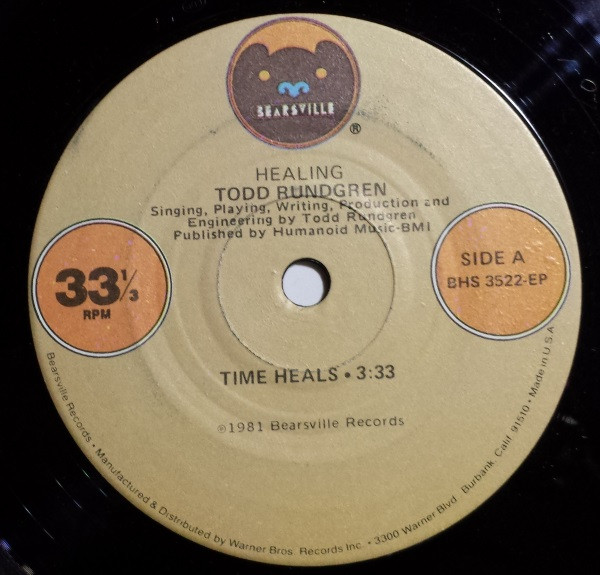 BEARSVILLE
®
HEALING
TODD RUNDGREN
Singing, Playing, Writing, Production and
Engineering by Todd Rundgren
Published by Humanoid Music-BMI
33 1/3
RPM
SIDE A
BHS 3522-EP
TIME HEALS • 3:33
℗1981 Bearsville Records
Bearsville Records • Manufactured & Distributed by Warner Bros. Records Inc. • 3300 Warner Blvd. Burbank, Calif. 91510 • Made in U.S.A.